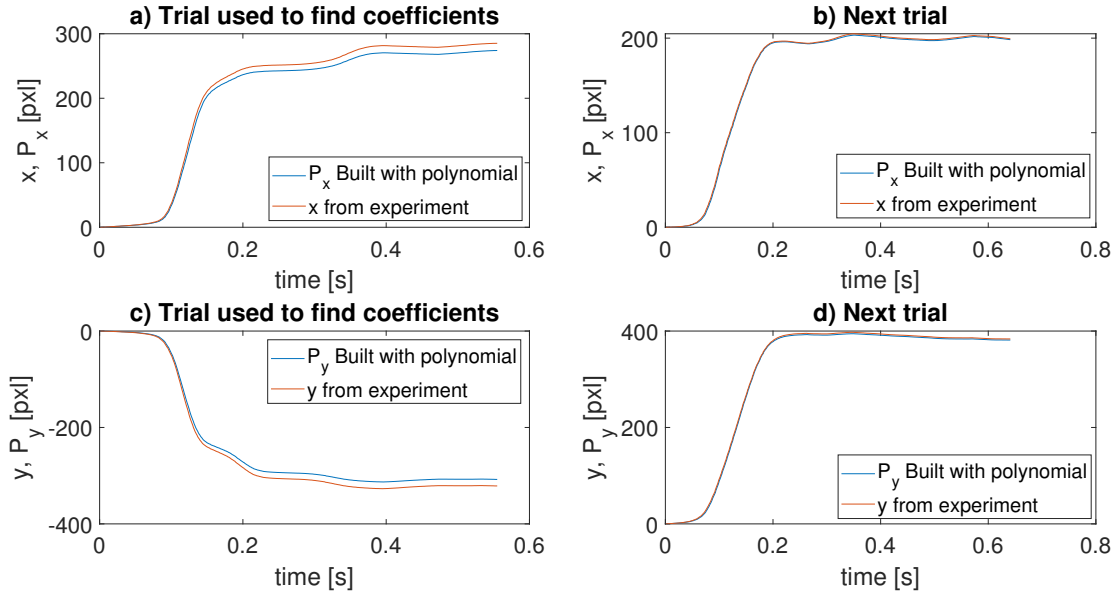 a) Trial used to find coefficients
300
200
100
0
x, P_x [pxl]
P_x Built with polynomial
x from experiment
0
0.2
0.4
0.6
time [s]
b) Next trial
200
100
0
x, P_x [pxl]
P_x Built with polynomial
x from experiment
0
0.2
0.4
0.6
0.8
time [s]
c) Trial used to find coefficients
0
-200
-400
y, P_y [pxl]
P_y Built with polynomial
y from experiment
0
0.2
0.4
0.6
time [s]
d) Next trial
400
200
0
y, P_y [pxl]
P_y Built with polynomial
y from experiment
0
0.2
0.4
0.6
0.8
time [s]